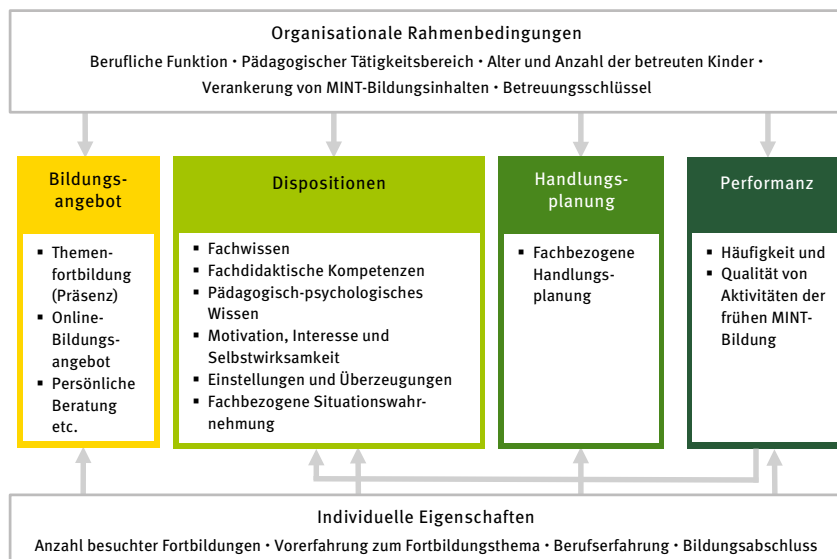 Organisationale Rahmenbedingungen
Berufliche Funktion · Pädagogischer Tätigkeitsbereich · Alter und Anzahl der betreuten Kinder ·
Verankerung von MINT-Bildungsinhalten · Betreuungsschlüssel
Bildungs-
angebot
▪ Themen-
fortbildung
(Präsenz)
▪ Online-
Bildungs-
angebot
▪ Persönliche
Beratung
etc.
Dispositionen
▪ Fachwissen
▪ Fachdidaktische Kompetenzen
▪ Pädagogisch-psychologisches
Wissen
▪ Motivation, Interesse und
Selbstwirksamkeit
▪ Einstellungen und Überzeugungen
▪ Fachbezogene Situationswahr-
nehmung
Handlungs-
planung
▪ Fachbezogene
Handlungs-
planung
Performanz
▪ Häufigkeit und
▪ Qualität von
Aktivitäten der
frühen MINT-
Bildung
Individuelle Eigenschaften
Anzahl besuchter Fortbildungen · Vorerfahrung zum Fortbildungsthema · Berufserfahrung · Bildungsabschluss